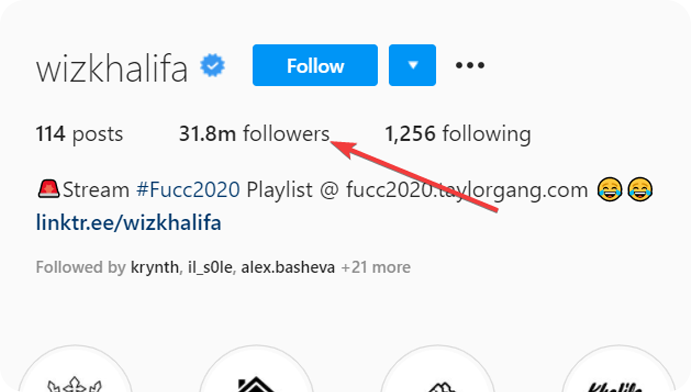 wizkhalifa Follow
114 posts 31.8m followers 1,256 following
🚨Stream #Fucc2020 Playlist @ fucc2020.taylorgang.com 😂😂
linktr.ee/wizkhalifa
Followed by krynth, il_s0le, alex.basheva +21 more
Khalifa